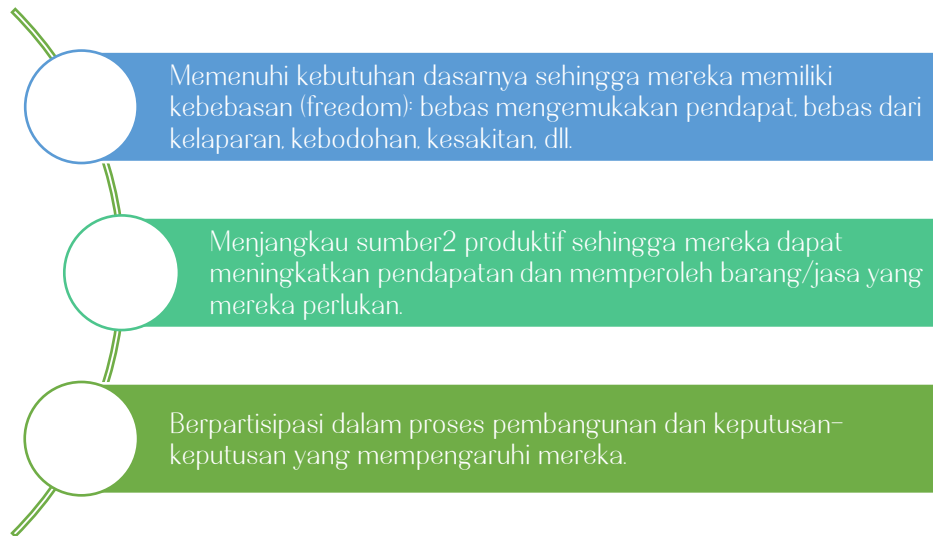 Memenuhi kebutuhan dasarnya sehingga mereka memiliki
kebebasan (freedom): bebas mengemukakan pendapat, bebas dari
kelaparan, kebodohan, kesakitan, dll.
Menjangkau sumber2 produktif sehingga mereka dapat
meningkatkan pendapatan dan memperoleh barang/jasa yang
mereka perlukan.
Berpartisipasi dalam proses pembangunan dan keputusan-
keputusan yang mempengaruhi mereka.